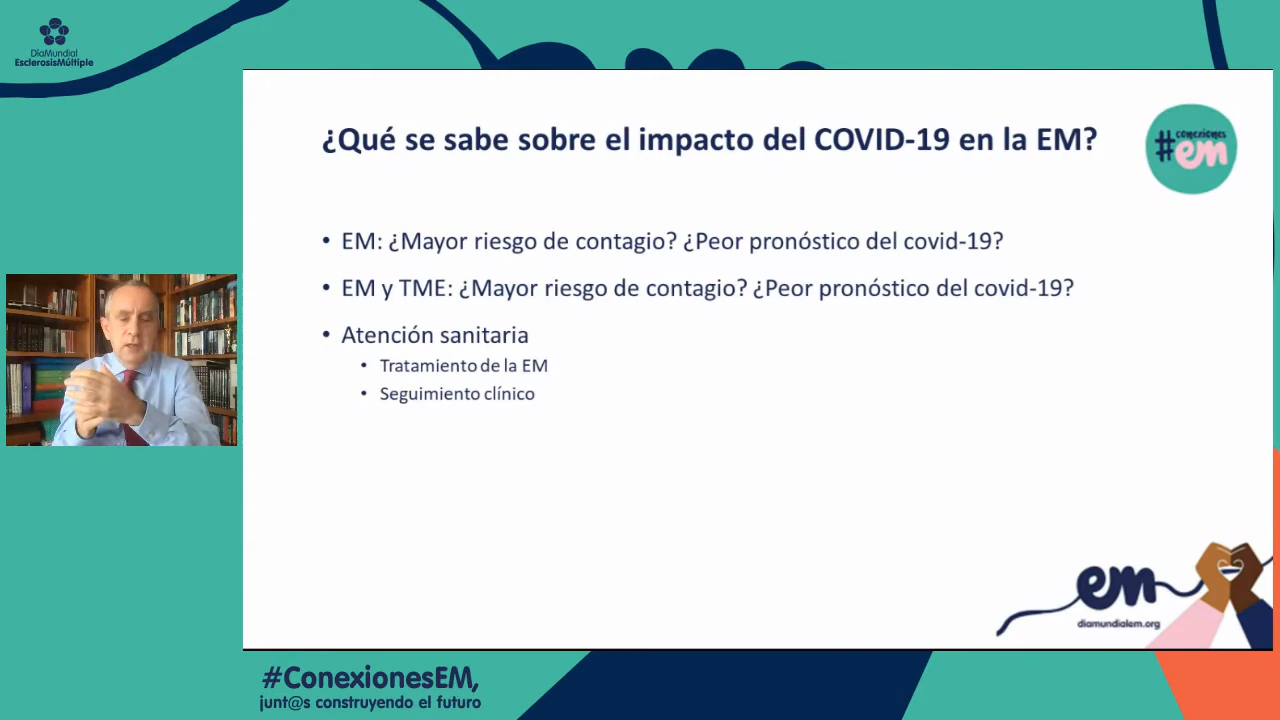 DíaMundial
EsclerosisMúltiple
¿Qué se sabe sobre el impacto del COVID-19 en la EM?
#conexiones
em
• EM: ¿Mayor riesgo de contagio? ¿Peor pronóstico del covid-19?
• EM y TME: ¿Mayor riesgo de contagio? ¿Peor pronóstico del covid-19?
• Atención sanitaria
• Tratamiento de la EM
• Seguimiento clínico
em
diamundialem.org
#ConexionesEM,
junt@s construyendo el futuro